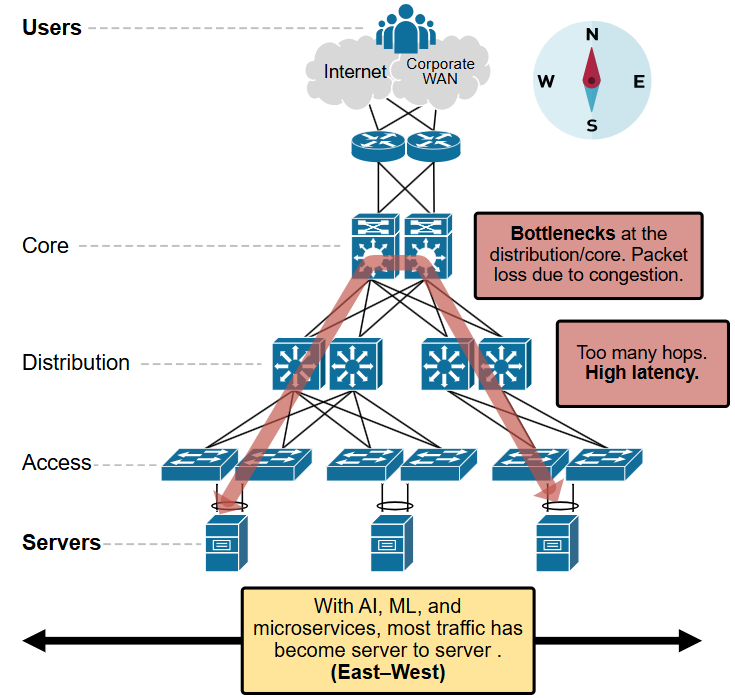 Users
Internet
Corporate
WAN
N
W
E
S
Core
Bottlenecks at the
distribution/core. Packet
loss due to congestion.
Distribution
Too many hops.
High latency.
Access
Servers
With AI, ML, and
microservices, most traffic has
become server to server .
(East–West)